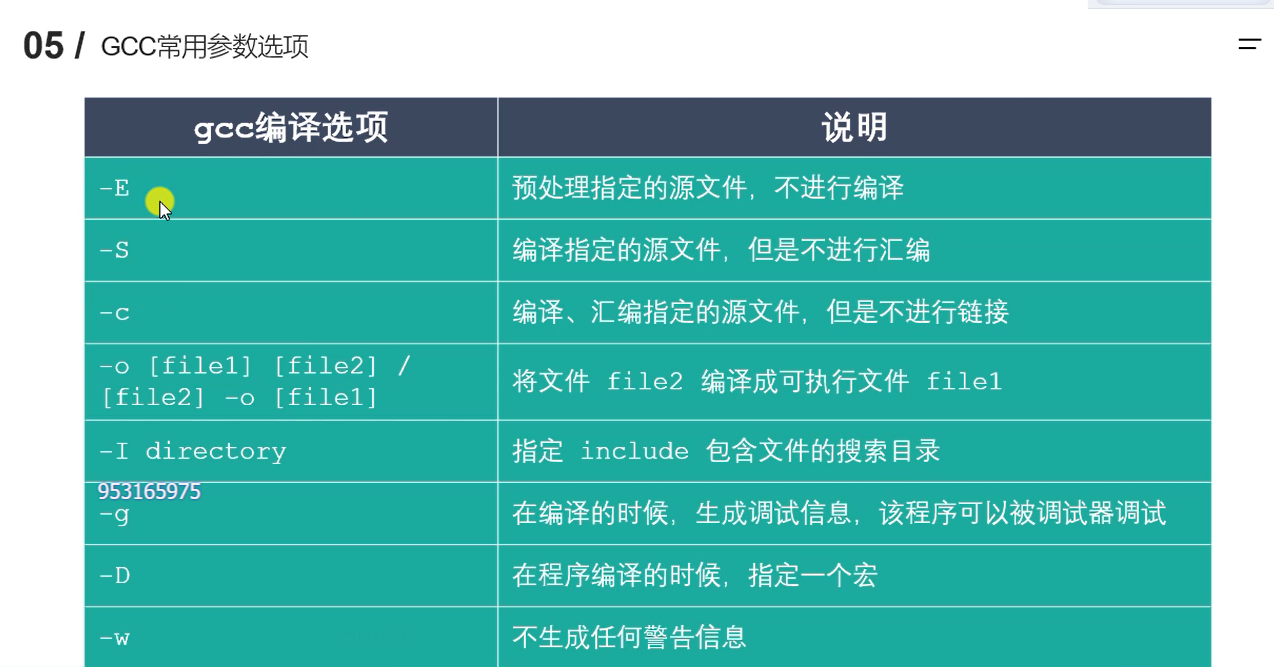 05 / GCC常用参数选项
gcc编译选项 说明
-E 预处理指定的源文件，不进行编译
-S 编译指定的源文件，但是不进行汇编
-c 编译、汇编指定的源文件，但是不进行链接
-o [file1] [file2] /
[file2] -o [file1]
将文件 file2 编译成可执行文件 file1
-I directory 指定 include 包含文件的搜索目录
953165975
-g 在编译的时候，生成调试信息，该程序可以被调试器调试
-D 在程序编译的时候，指定一个宏
-w 不生成任何警告信息